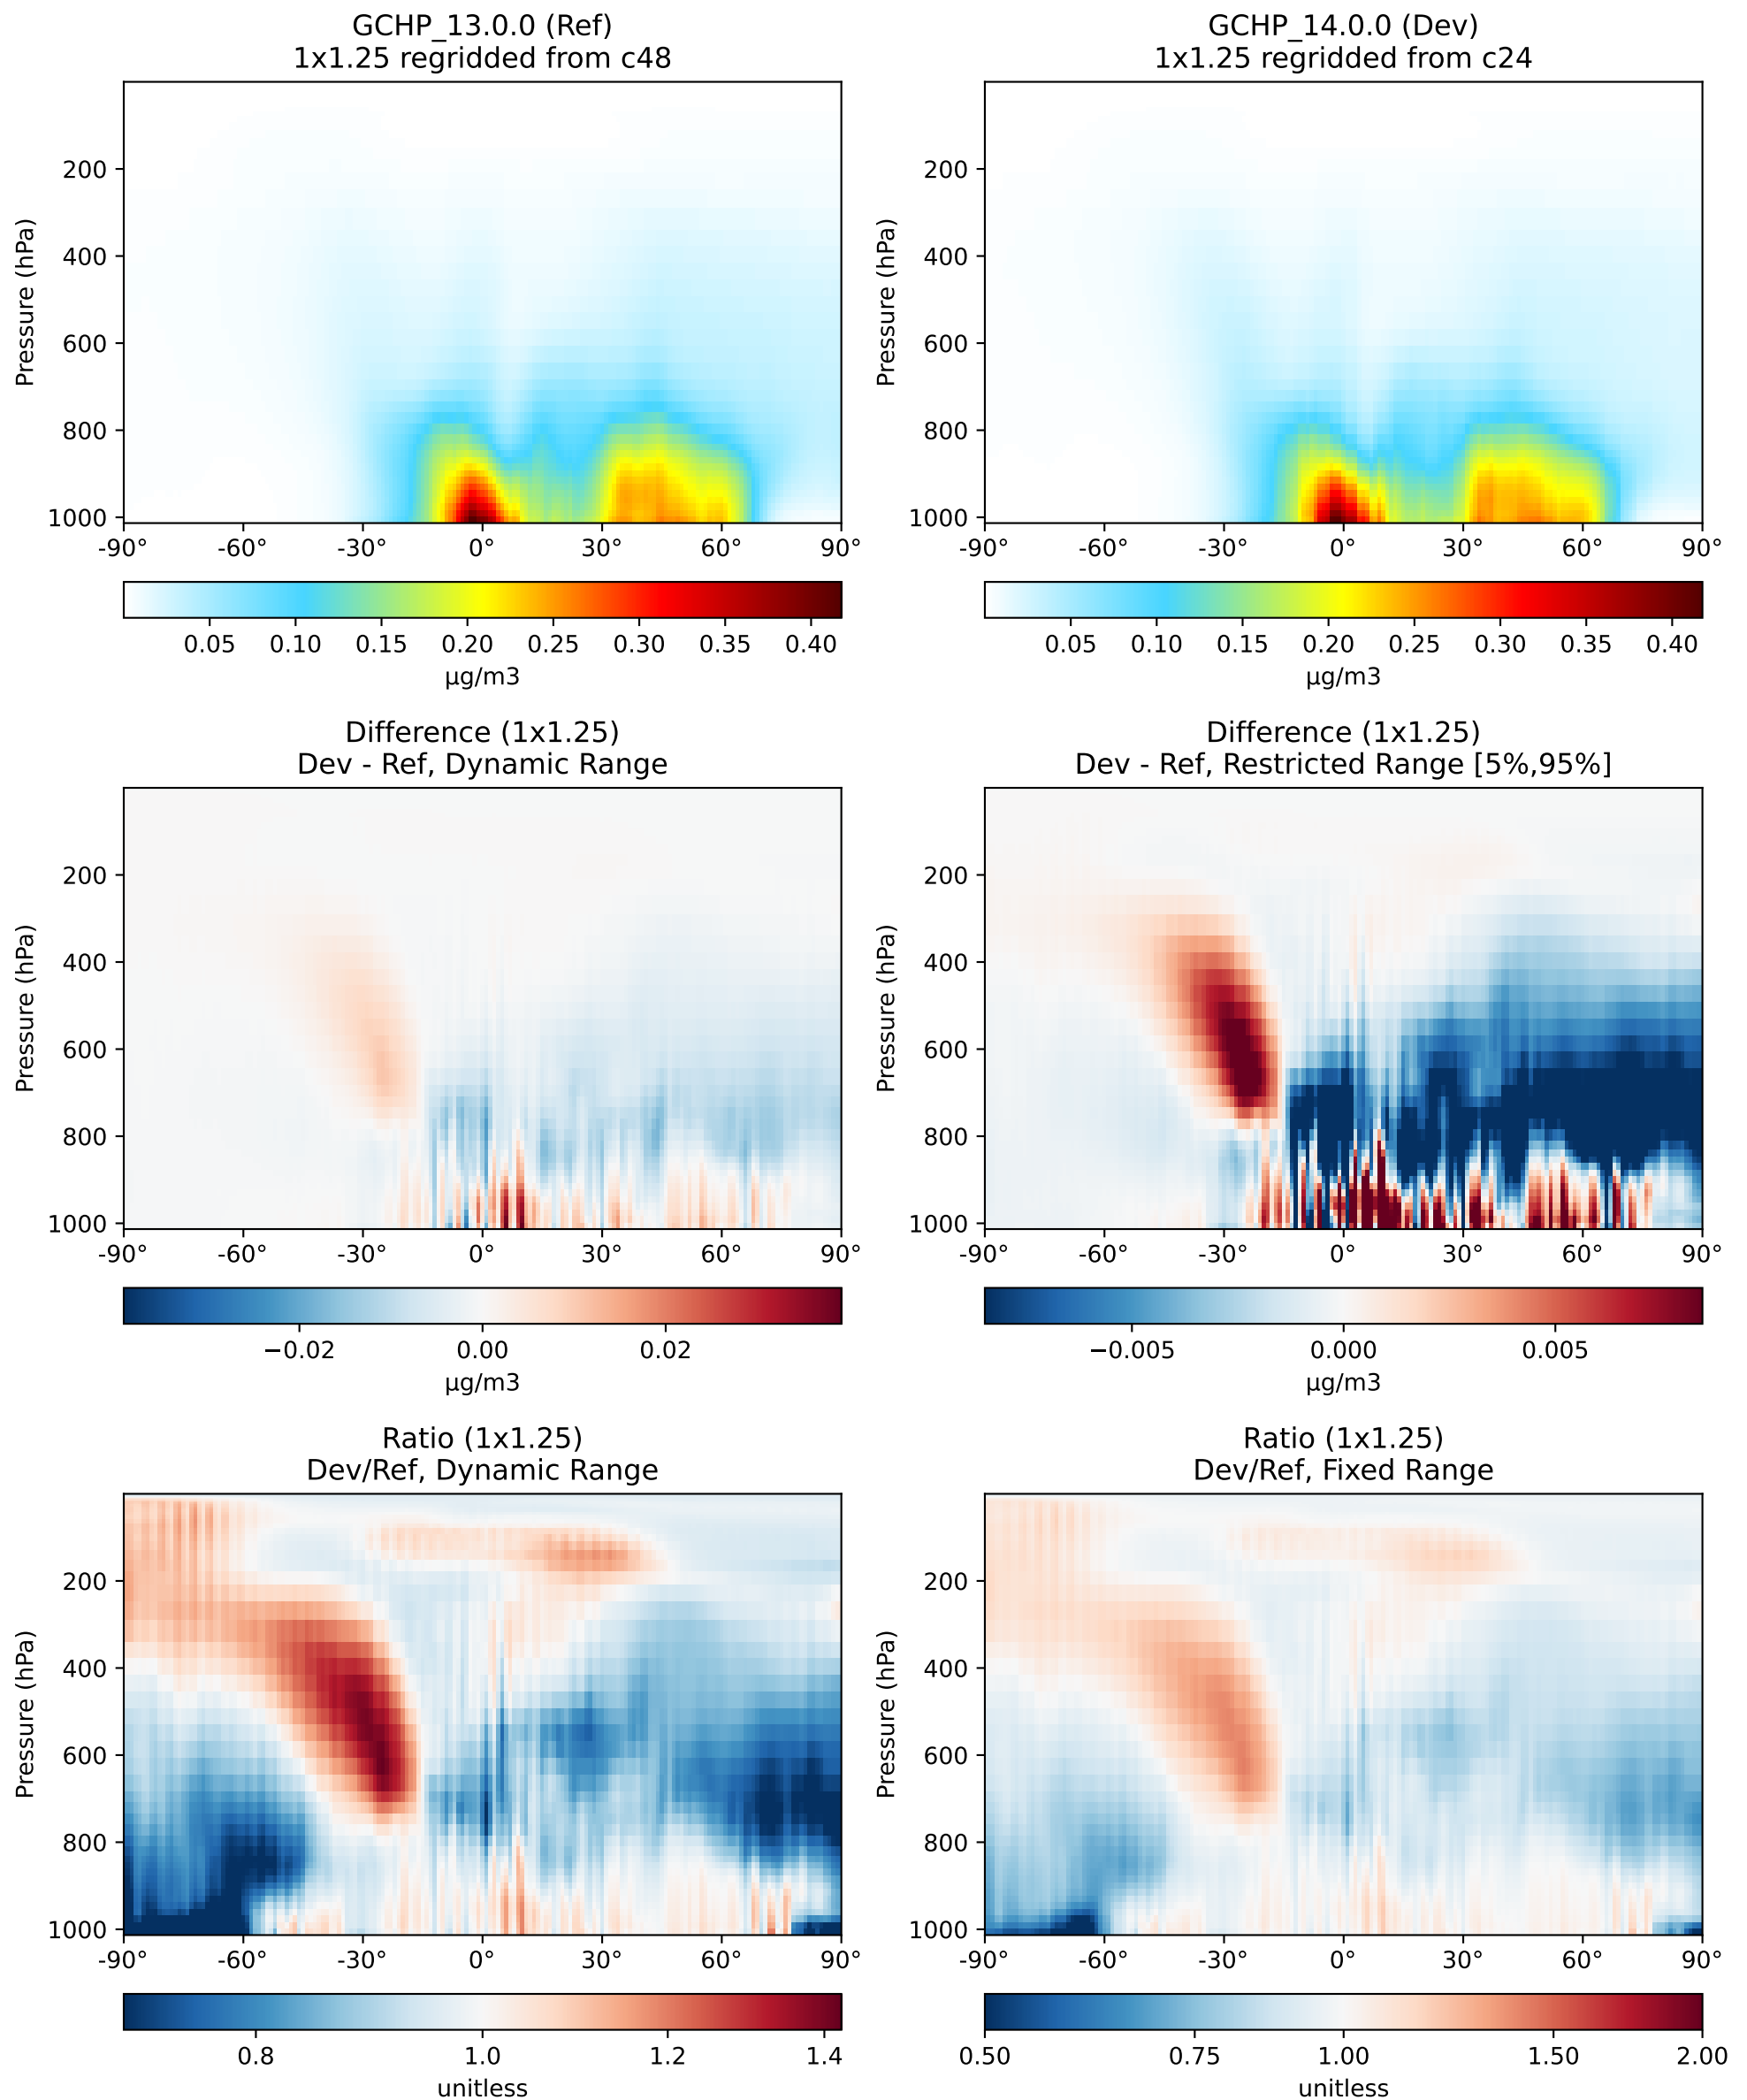 GCHP_13.0.0 (Ref)
1x1.25 regridded from c48
Pressure (hPa)
200
400
600
800
1000
-90° -60° -30° 0° 30° 60° 90°
0.05 0.10 0.15 0.20 0.25 0.30 0.35 0.40
µg/m3
GCHP_14.0.0 (Dev)
1x1.25 regridded from c24
Pressure (hPa)
200
400
600
800
1000
-90° -60° -30° 0° 30° 60° 90°
0.05 0.10 0.15 0.20 0.25 0.30 0.35 0.40
µg/m3
Difference (1x1.25)
Dev - Ref, Dynamic Range
Pressure (hPa)
200
400
600
800
1000
-90° -60° -30° 0° 30° 60° 90°
−0.02 0.00 0.02
µg/m3
Difference (1x1.25)
Dev - Ref, Restricted Range [5%,95%]
Pressure (hPa)
200
400
600
800
1000
-90° -60° -30° 0° 30° 60° 90°
−0.005 0.000 0.005
µg/m3
Ratio (1x1.25)
Dev/Ref, Dynamic Range
Pressure (hPa)
200
400
600
800
1000
-90° -60° -30° 0° 30° 60° 90°
0.8 1.0 1.2 1.4
unitless
Ratio (1x1.25)
Dev/Ref, Fixed Range
Pressure (hPa)
200
400
600
800
1000
-90° -60° -30° 0° 30° 60° 90°
0.50 0.75 1.00 1.50 2.00
unitless